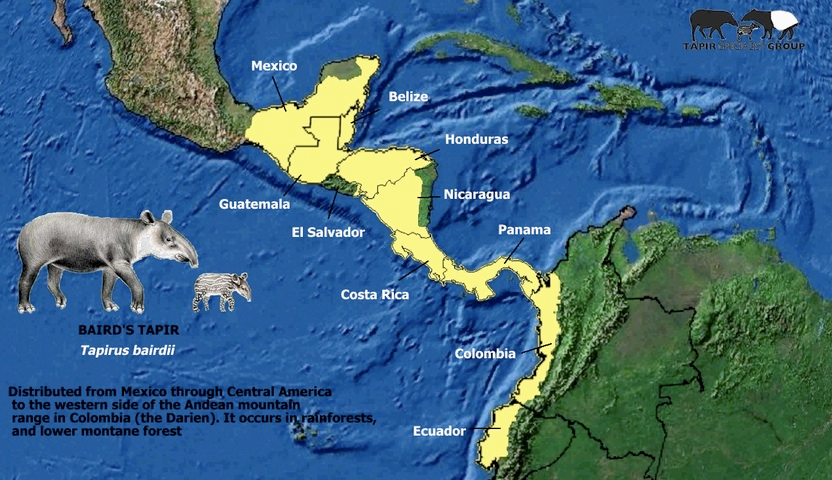 TAPIR SPECIALIST GROUP
Mexico
Belize
Honduras
Guatemala
Nicaragua
El Salvador
Panama
Costa Rica
BAIRD'S TAPIR
Tapirus bairdii
Colombia
Distributed from Mexico through Central America
to the western side of the Andean mountain
range in Colombia (the Darien). It occurs in rainforests,
and lower montane forest
Ecuador